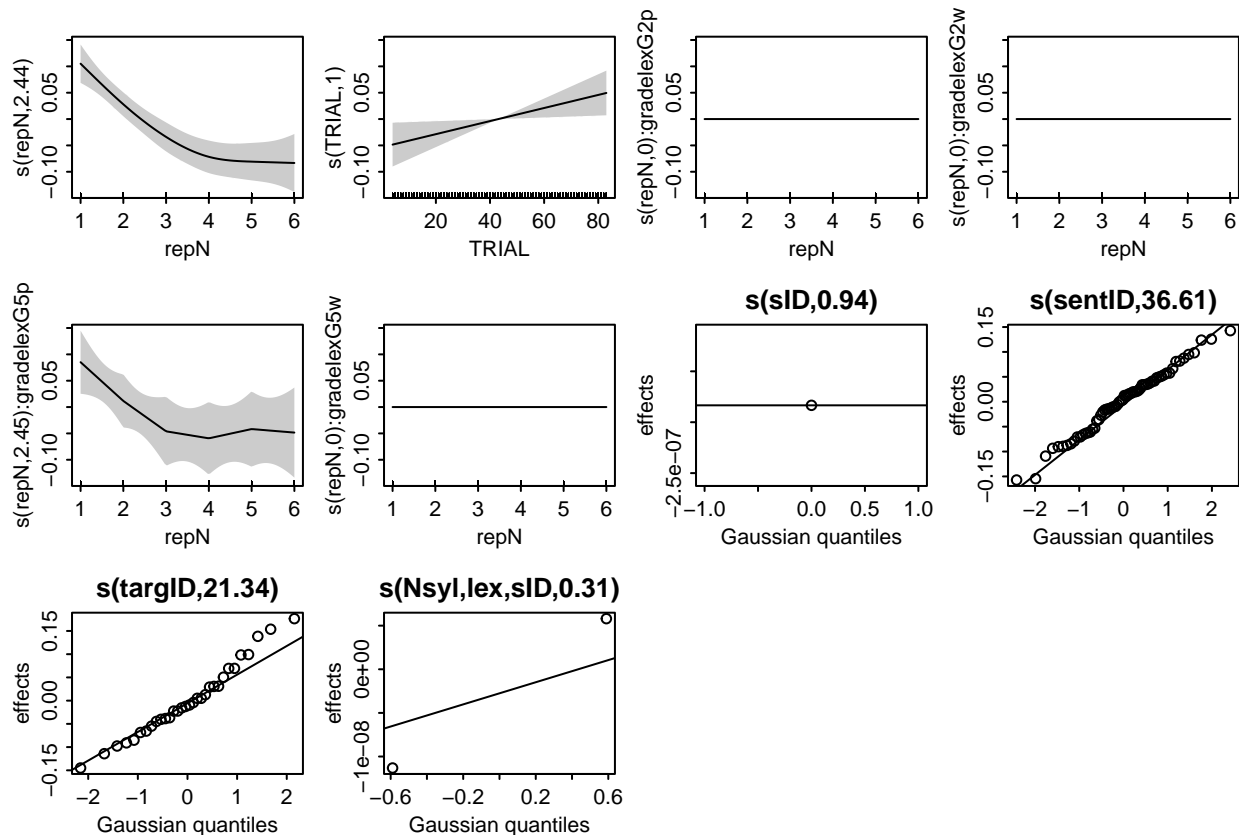 s(repN,2.44)
0.05
−0.10
1 2 3 4 5 6
repN
s(TRIAL,1)
0.05
−0.10
20 40 60 80
TRIAL
s(repN,0):gradelexG2p
0.05
−0.10
1 2 3 4 5 6
repN
s(repN,0):gradelexG2w
0.05
−0.10
1 2 3 4 5 6
repN
s(repN,2.45):gradelexG5p
0.05
−0.10
1 2 3 4 5 6
repN
s(repN,0):gradelexG5w
0.05
−0.10
1 2 3 4 5 6
repN
s(sID,0.94)
effects
−2.5e−07
−1.0 0.0 0.5 1.0
Gaussian quantiles
s(sentID,36.61)
effects
0.15
0.00
−0.15
−2 −1 0 1 2
Gaussian quantiles
s(targID,21.34)
effects
0.15
0.00
−0.15
−2 −1 0 1 2
Gaussian quantiles
s(Nsyl,lex,sID,0.31)
effects
0e+00
−1e−08
−0.6 −0.2 0.2 0.6
Gaussian quantiles